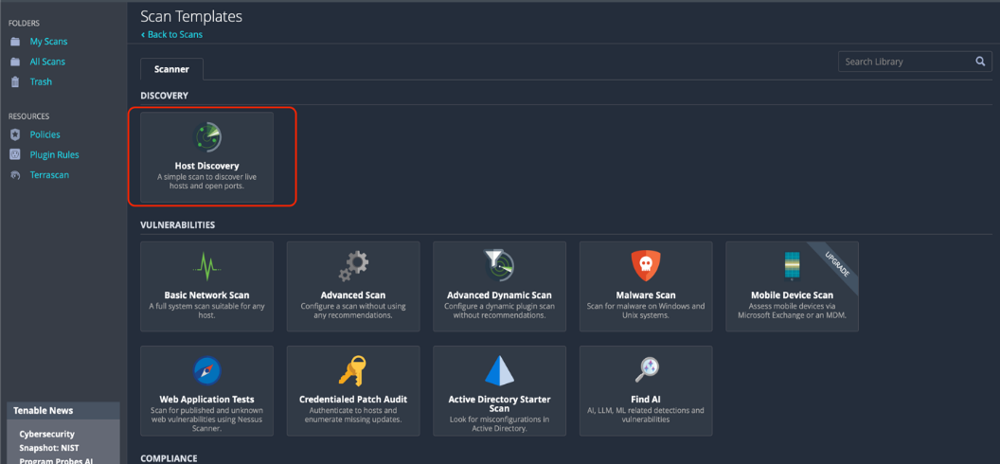 Scan Templates
‹ Back to Scans
FOLDERS
My Scans
All Scans
Trash
RESOURCES
Policies
Plugin Rules
Terrascan
Tenable News
Cybersecurity
Snapshot: NIST
Program Probes AI
Scanner
Search Library
DISCOVERY
Host Discovery
A simple scan to discover live
hosts and open ports.
VULNERABILITIES
Basic Network Scan
A full system scan suitable for any
host.
Advanced Scan
Configure a scan without using
any recommendations.
Advanced Dynamic Scan
Configure a dynamic plugin scan
without recommendations.
Malware Scan
Scan for malware on Windows and
Unix systems.
UPGRADE
Mobile Device Scan
Assess mobile devices via
Microsoft Exchange or an MDM.
Web Application Tests
Scan for published and unknown
web vulnerabilities using Nessus
Scanner.
Credentialed Patch Audit
Authenticate to hosts and
enumerate missing updates.
Active Directory Starter
Scan
Look for misconfigurations in
Active Directory.
Find AI
AI, LLM, ML related detections and
vulnerabilities
COMPLIANCE